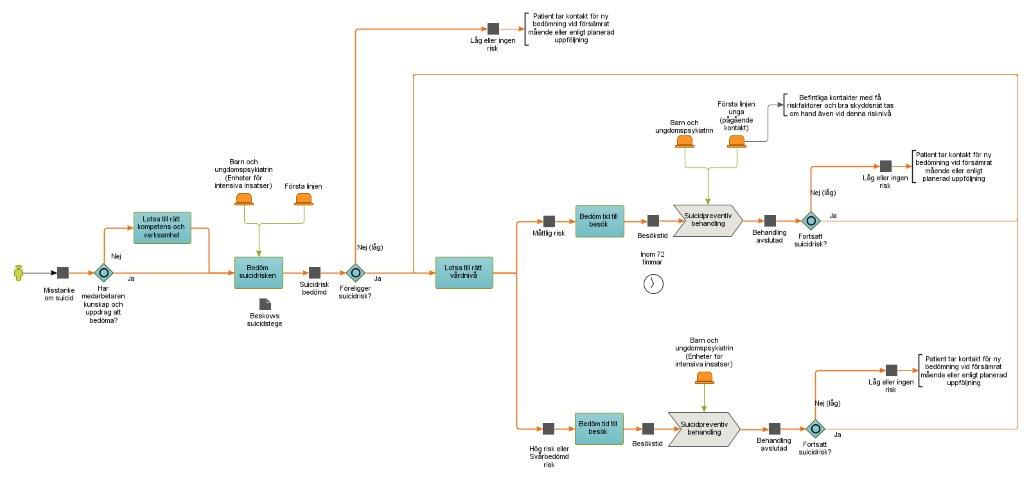 Patient tar kontakt för ny
bedömning vid försämrat
mående eller enligt planerad
uppföljning
Låg eller ingen
risk
Befintliga kontakter med få
riskfaktorer och bra skyddsnät tas
om hand även vid denna risknivå
Första linjen
unga
(pågående
kontakt)
Barn och
ungdomspsykiatrin
Patient tar kontakt för ny
bedömning vid försämrat
mående eller enligt
planerad uppföljning
Låg eller ingen
risk
Nej (låg)
Barn och
ungdomspsykiatrin
(Enheter för
intensiva insatser)
Första linjen
Lotsa till rätt
kompetens och
verksamhet
Bedöm tid till
besök
Suicidpreventiv
behandling
Måttlig risk
Besökstid
Behandling
avslutad
Ja
Fortsatt
suicidrisk?
Nej (låg)
Nej
Inom 72
timmar
Bedöm
suicidrisken
Lotsa till rätt
vårdnivå
Ja
Ja
Misstanke
om suicid
Har
medarbetaren
kunskap och
uppdrag att
bedöma?
Suicidrisk
bedömd
Föreligger
suicidrisk?
Beskows
suicidstege
Barn och
ungdomspsykiatrin
(Enheter för
intensiva insatser)
Patient tar kontakt för ny
bedömning vid försämrat
mående eller enligt planerad
uppföljning
Låg eller ingen
risk
Nej (låg)
Bedöm tid till
besök
Suicidpreventiv
behandling
Ja
Hög risk eller
Svårbedömd
risk
Besökstid
Behandling
avslutad
Fortsatt
suicidrisk?